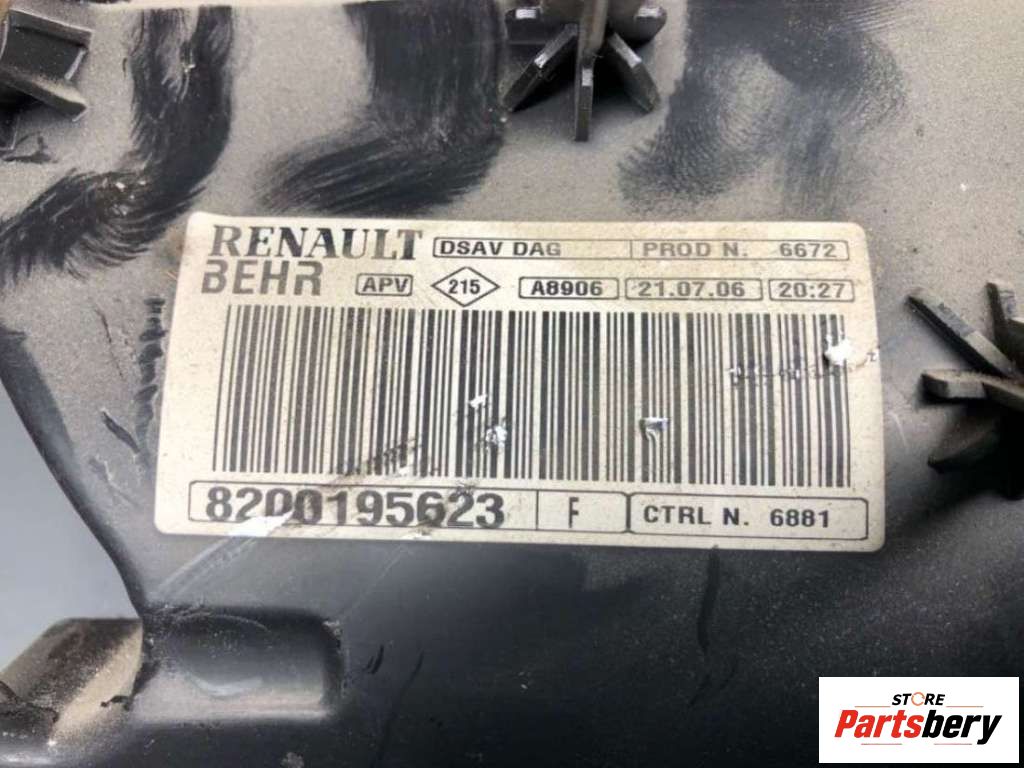 RENAULT DSAV DAG PROD N. 6672
BEHR APV 215 A8906 21.07.06 20:27
8200195623 F CTRL N. 6881
STORE
Partsbery